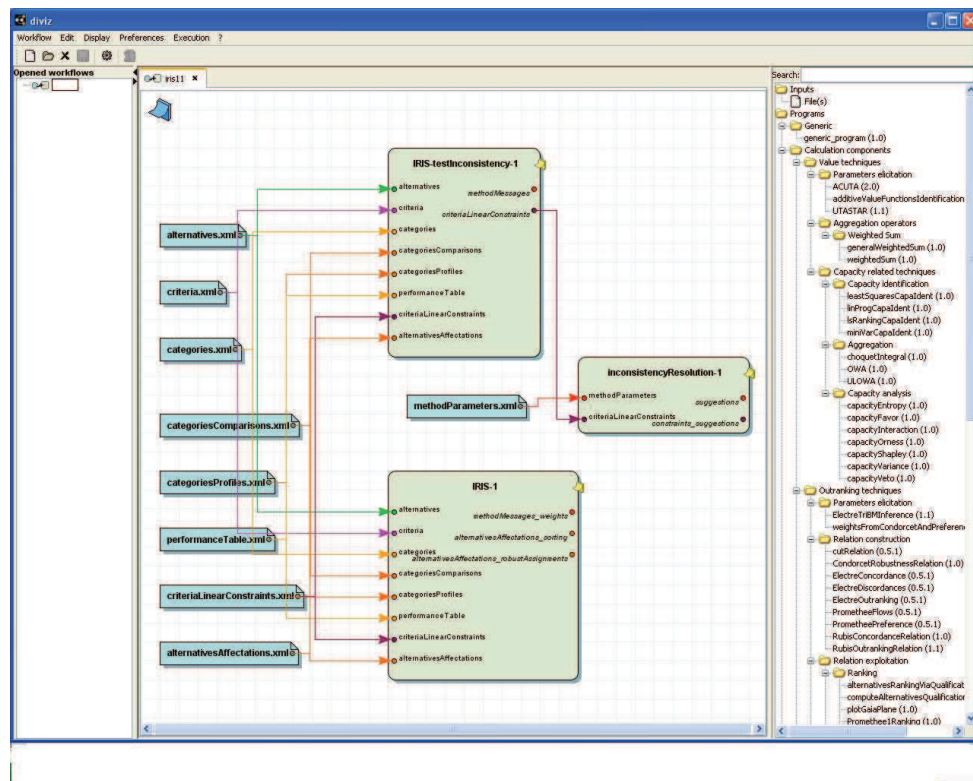 diviz
Workflow Edit Display Preferences Execution ?
Opened workflows
iris11
Search:
alternatives.xml
criteria.xml
categories.xml
categoriesComparisons.xml
categoriesProfiles.xml
performanceTable.xml
criteriaLinearConstraints.xml
alternativesAffectations.xml
IRIS-testInconsistency-1
alternatives
methodMessages
criteria
criteriaLinearConstraints
categories
categoriesComparisons
categoriesProfiles
performanceTable
criteriaLinearConstraints
alternativesAffectations
methodParameters.xml
inconsistencyResolution-1
methodParameters
suggestions
criteriaLinearConstraints
constraints_suggestions
IRIS-1
alternatives
methodMessages_weights
criteria
alternativesAffectations_sorting
categories
alternativesAffectations_robustAssignments
categoriesComparisons
categoriesProfiles
performanceTable
criteriaLinearConstraints
alternativesAffectations
Inputs
File(s)
Programs
Generic
generic_program (1.0)
Calculation components
Value techniques
Parameters elicitation
ACUTA (2.0)
additiveValueFunctionsIdentification
UTASTAR (1.1)
Aggregation operators
Weighted Sum
generalWeightedSum (1.0)
weightedSum (1.0)
Capacity related techniques
Capacity identification
leastSquaresCapaIdent (1.0)
linProgCapaIdent (1.0)
lsRankingCapaIdent (1.0)
miniVarCapaIdent (1.0)
Aggregation
choquetIntegral (1.0)
OWA (1.0)
ULOWA (1.0)
Capacity analysis
capacityEntropy (1.0)
capacityFavor (1.0)
capacityInteraction (1.0)
capacityOrness (1.0)
capacityShapley (1.0)
capacityVariance (1.0)
capacityVeto (1.0)
Outranking techniques
Parameters elicitation
ElectreTriBMInference (1.1)
weightsFromCondorcetAndPreferenc
Relation construction
cutRelation (0.5.1)
CondorcetRobustnessRelation (1.0)
ElectreConcordance (0.5.1)
ElectreDiscordances (0.5.1)
ElectreOutranking (0.5.1)
PrometheeFlows (0.5.1)
PrometheePreference (0.5.1)
RubisConcordanceRelation (1.0)
RubisOutrankingRelation (1.1)
Relation exploitation
Ranking
alternativesRankingViaQualificat
computeAlternativesQualification
plotGaiaPlane (1.0)
Promethee1Ranking (1.0)